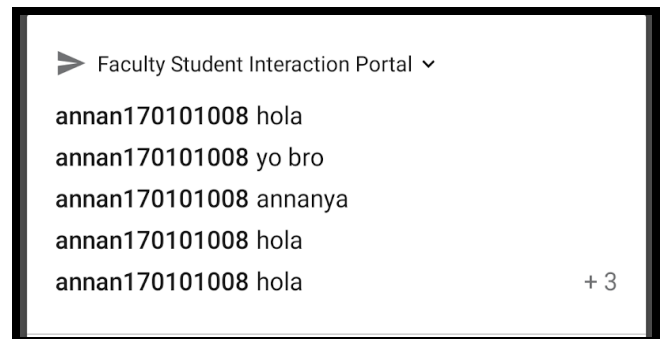 Faculty Student Interaction Portal
annan170101008 hola
annan170101008 yo bro
annan170101008 annanya
annan170101008 hola
annan170101008 hola + 3